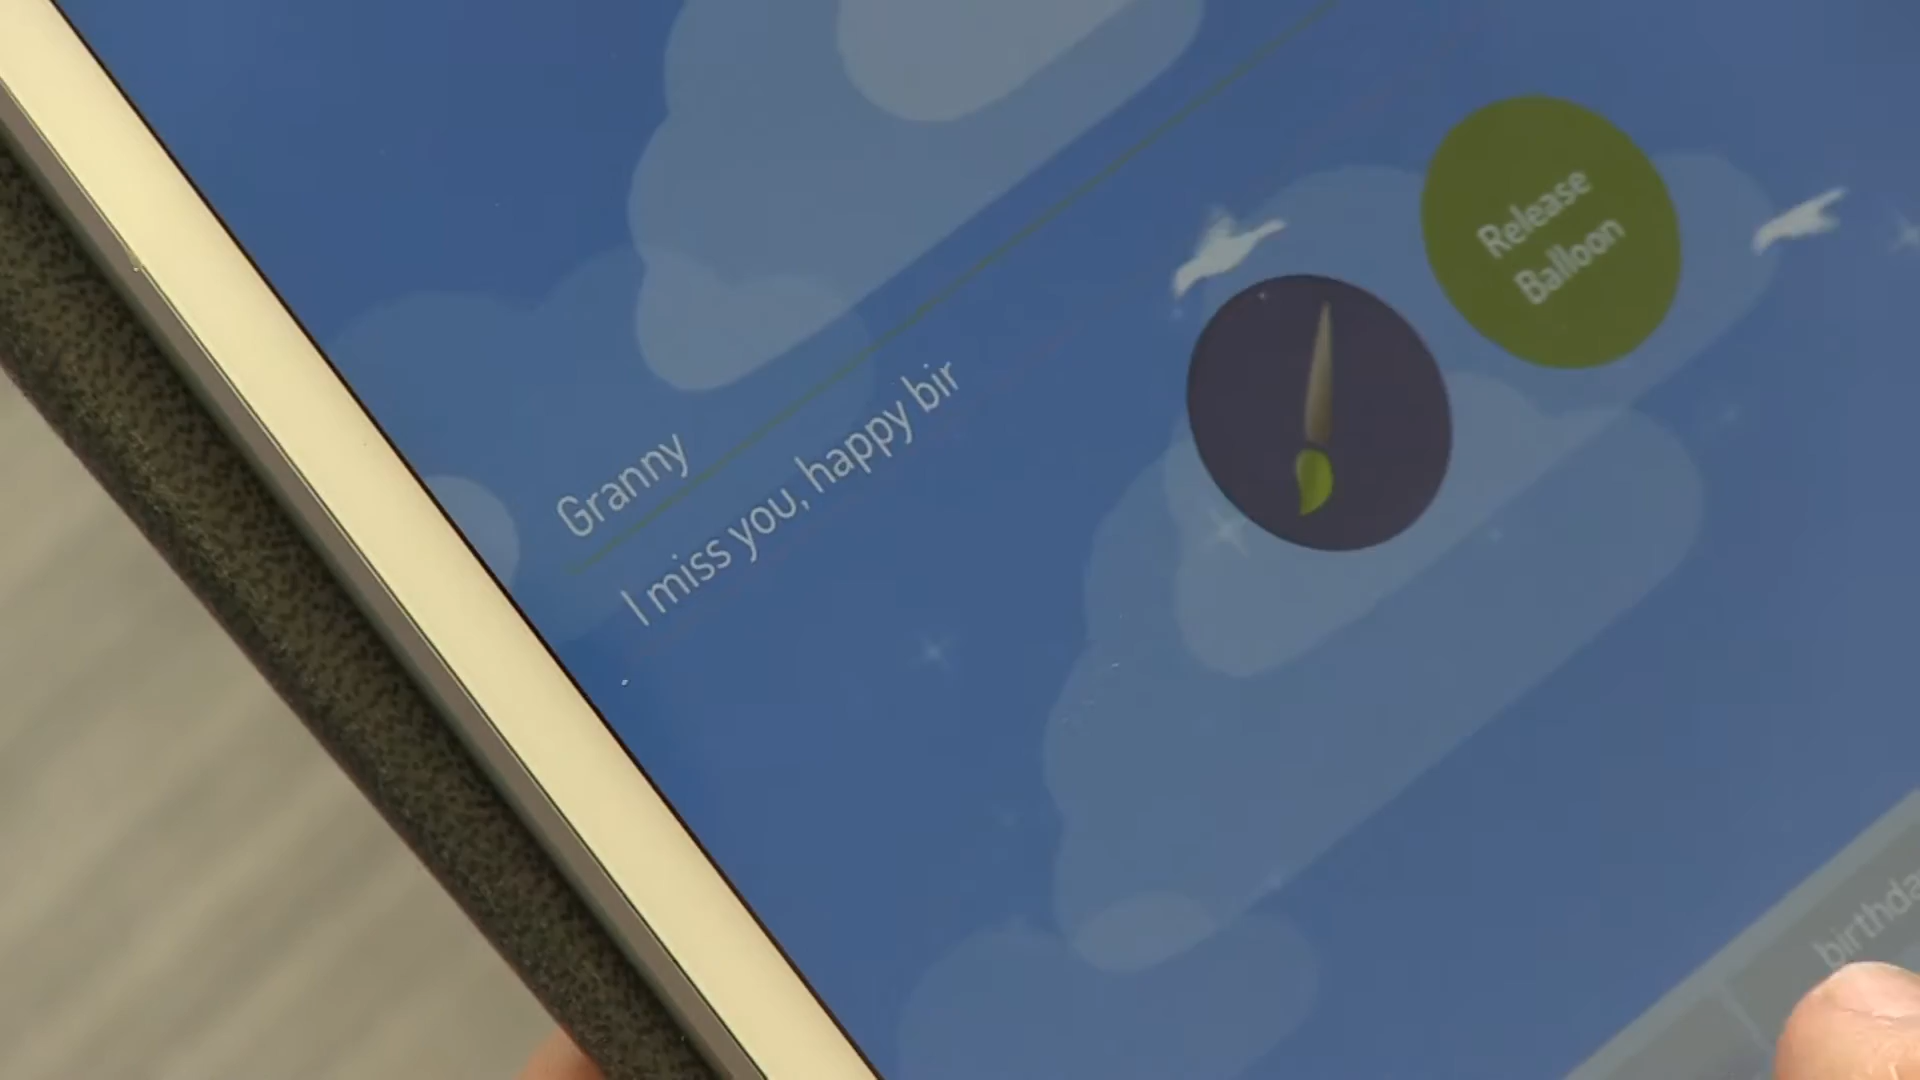 Granny
I miss you, happy bir
Release
Balloon
birthda